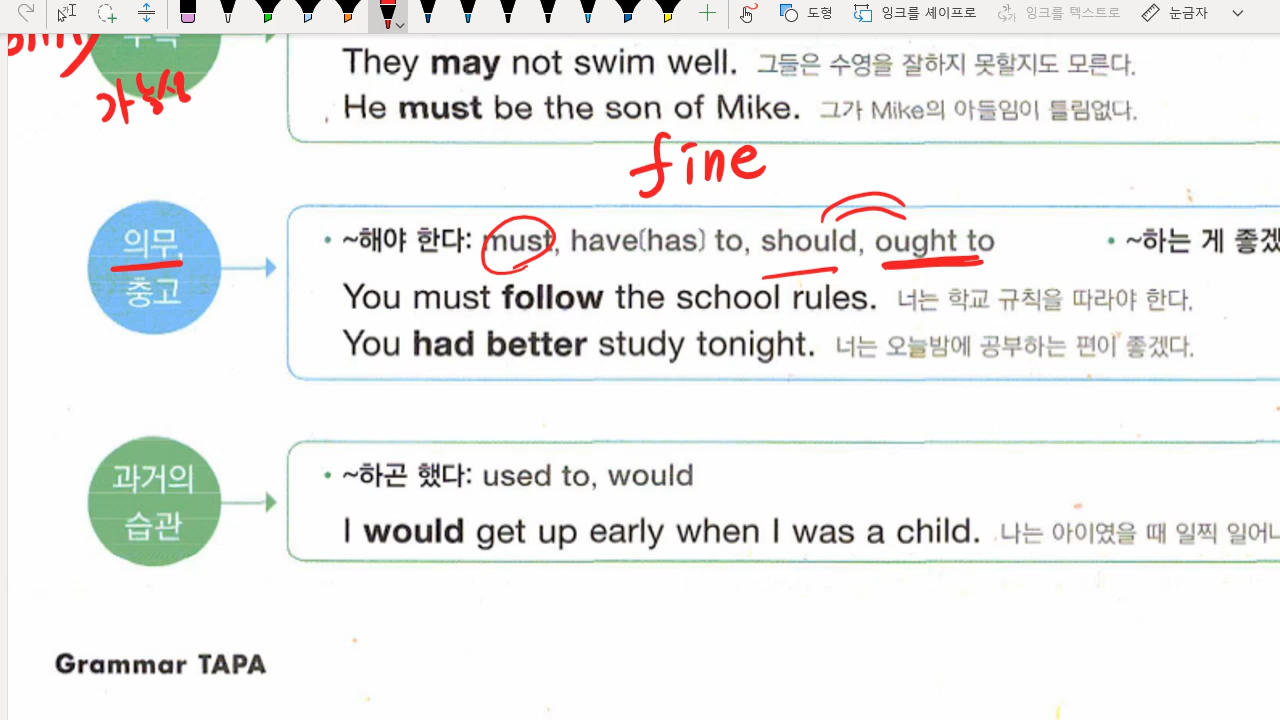 도형 잉크를 셰이프로 잉크를 텍스트로 눈금자
가능성
They may not swim well. 그들은 수영을 잘하지 못할지도 모른다.
He must be the son of Mike. 그가 Mike의 아들임이 틀림없다.
fine
의무,
충고
• ~해야 한다: must, have(has) to, should, ought to • ~하는 게 좋겠
You must follow the school rules. 너는 학교 규칙을 따라야 한다.
You had better study tonight. 너는 오늘밤에 공부하는 편이 좋겠다.
과거의
습관
• ~하곤 했다: used to, would
I would get up early when I was a child. 나는 아이였을 때 일찍 일어나
Grammar TAPA